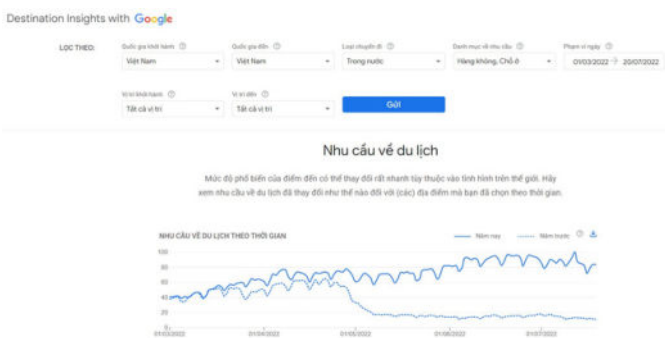 Destination Insights with Google
LỌC THEO:
Quốc gia khởi hành
Quốc gia đến
Loại chuyến đi
Danh mục về nhu cầu
Phạm vi ngày
Việt Nam
Việt Nam
Trong nước
Hàng không, Chỗ ở
01/03/2022 → 20/07/2022
Vị trí khởi hành
Vị trí đến
Tất cả vị trí
Tất cả vị trí
Gửi
Nhu cầu về du lịch
Mức độ phổ biến của điểm đến có thể thay đổi rất nhanh tùy thuộc vào tình hình trên thế giới. Hãy
xem nhu cầu về du lịch đã thay đổi như thế nào đối với (các) địa điểm mà bạn đã chọn theo thời gian.
NHU CẦU VỀ DU LỊCH THEO THỜI GIAN
Năm nay
Năm trước
100
80
60
40
20
0
01/03/2022
01/04/2022
01/05/2022
01/06/2022
01/07/2022